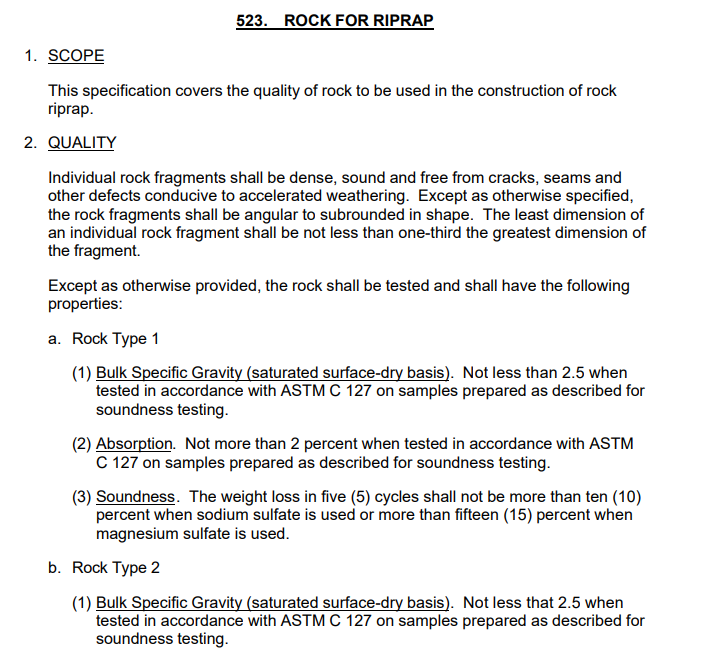 523. ROCK FOR RIPRAP
1. SCOPE
This specification covers the quality of rock to be used in the construction of rock
riprap.
2. QUALITY
Individual rock fragments shall be dense, sound and free from cracks, seams and
other defects conducive to accelerated weathering. Except as otherwise specified,
the rock fragments shall be angular to subrounded in shape. The least dimension of
an individual rock fragment shall be not less than one-third the greatest dimension of
the fragment.
Except as otherwise provided, the rock shall be tested and shall have the following
properties:
a. Rock Type 1
(1) Bulk Specific Gravity (saturated surface-dry basis). Not less than 2.5 when
tested in accordance with ASTM C 127 on samples prepared as described for
soundness testing.
(2) Absorption. Not more than 2 percent when tested in accordance with ASTM
C 127 on samples prepared as described for soundness testing.
(3) Soundness. The weight loss in five (5) cycles shall not be more than ten (10)
percent when sodium sulfate is used or more than fifteen (15) percent when
magnesium sulfate is used.
b. Rock Type 2
(1) Bulk Specific Gravity (saturated surface-dry basis). Not less that 2.5 when
tested in accordance with ASTM C 127 on samples prepared as described for
soundness testing.